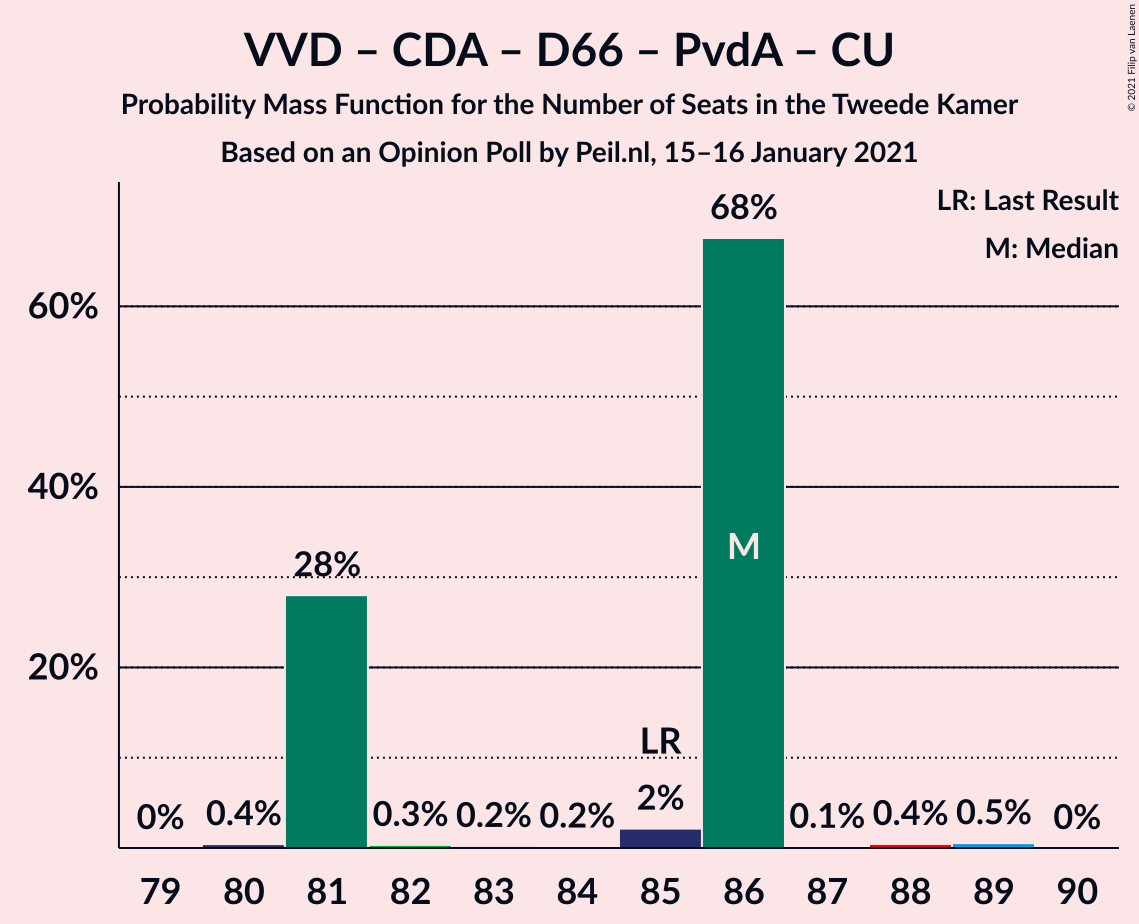 VVD – CDA – D66 – PvdA – CU
Probability Mass Function for the Number of Seats in the Tweede Kamer
Based on an Opinion Poll by Peil.nl, 15–16 January 2021
© 2021 Filip van Laenen
LR: Last Result
M: Median
60%
40%
20%
0%
0.4%
28%
0.3%
0.2%
0.2%
LR
2%
68%
M
0.1%
0.4%
0.5%
0%
79 80 81 82 83 84 85 86 87 88 89 90